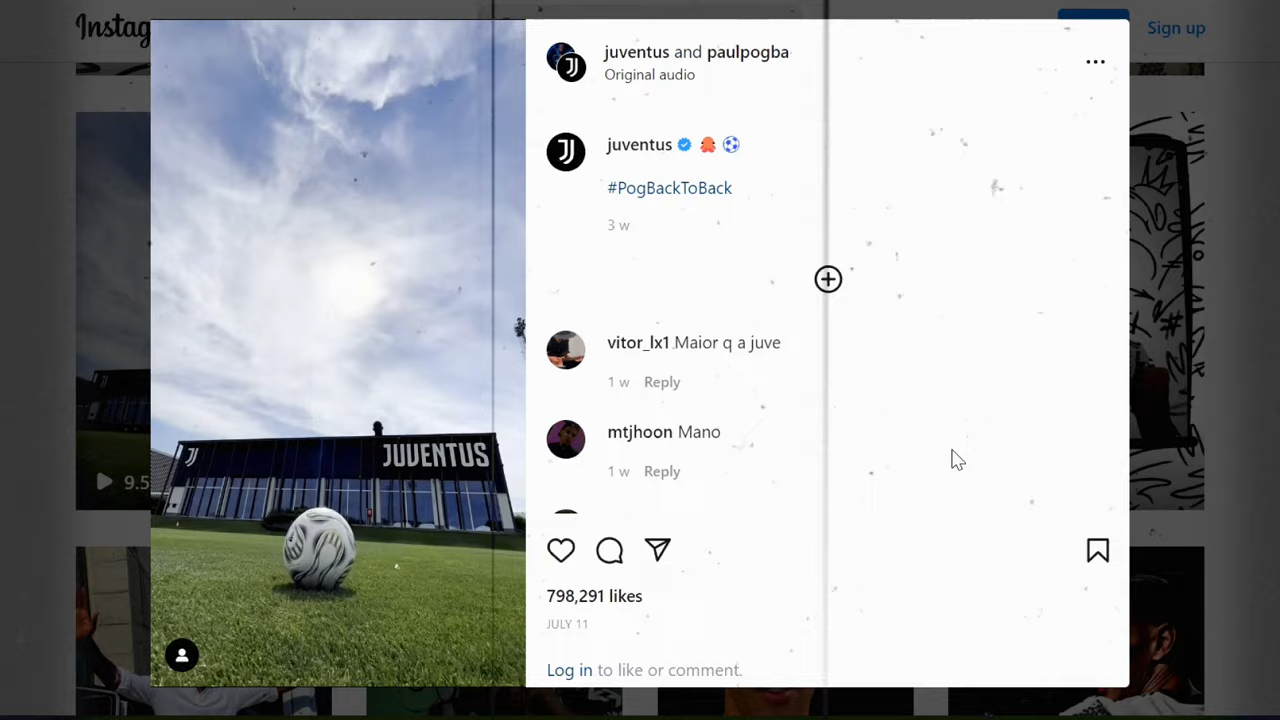 Instag
Sign up
juventus and paulpogba
Original audio
juventus
#PogBackToBack
3 w
vitor_lx1 Maior q a juve
1 w Reply
mtjhoon Mano
1 w Reply
JUVENTUS
9.5
798,291 likes
JULY 11
Log in to like or comment.